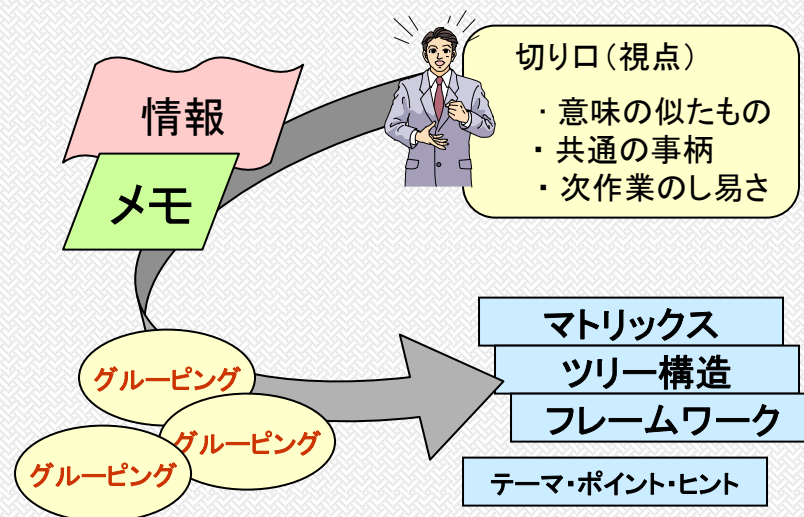 情報
メモ
切り口（視点）
・意味の似たもの
・共通の事柄
・次作業のし易さ
グルーピング
グルーピング
グルーピング
マトリックス
ツリー構造
フレームワーク
テーマ・ポイント・ヒント